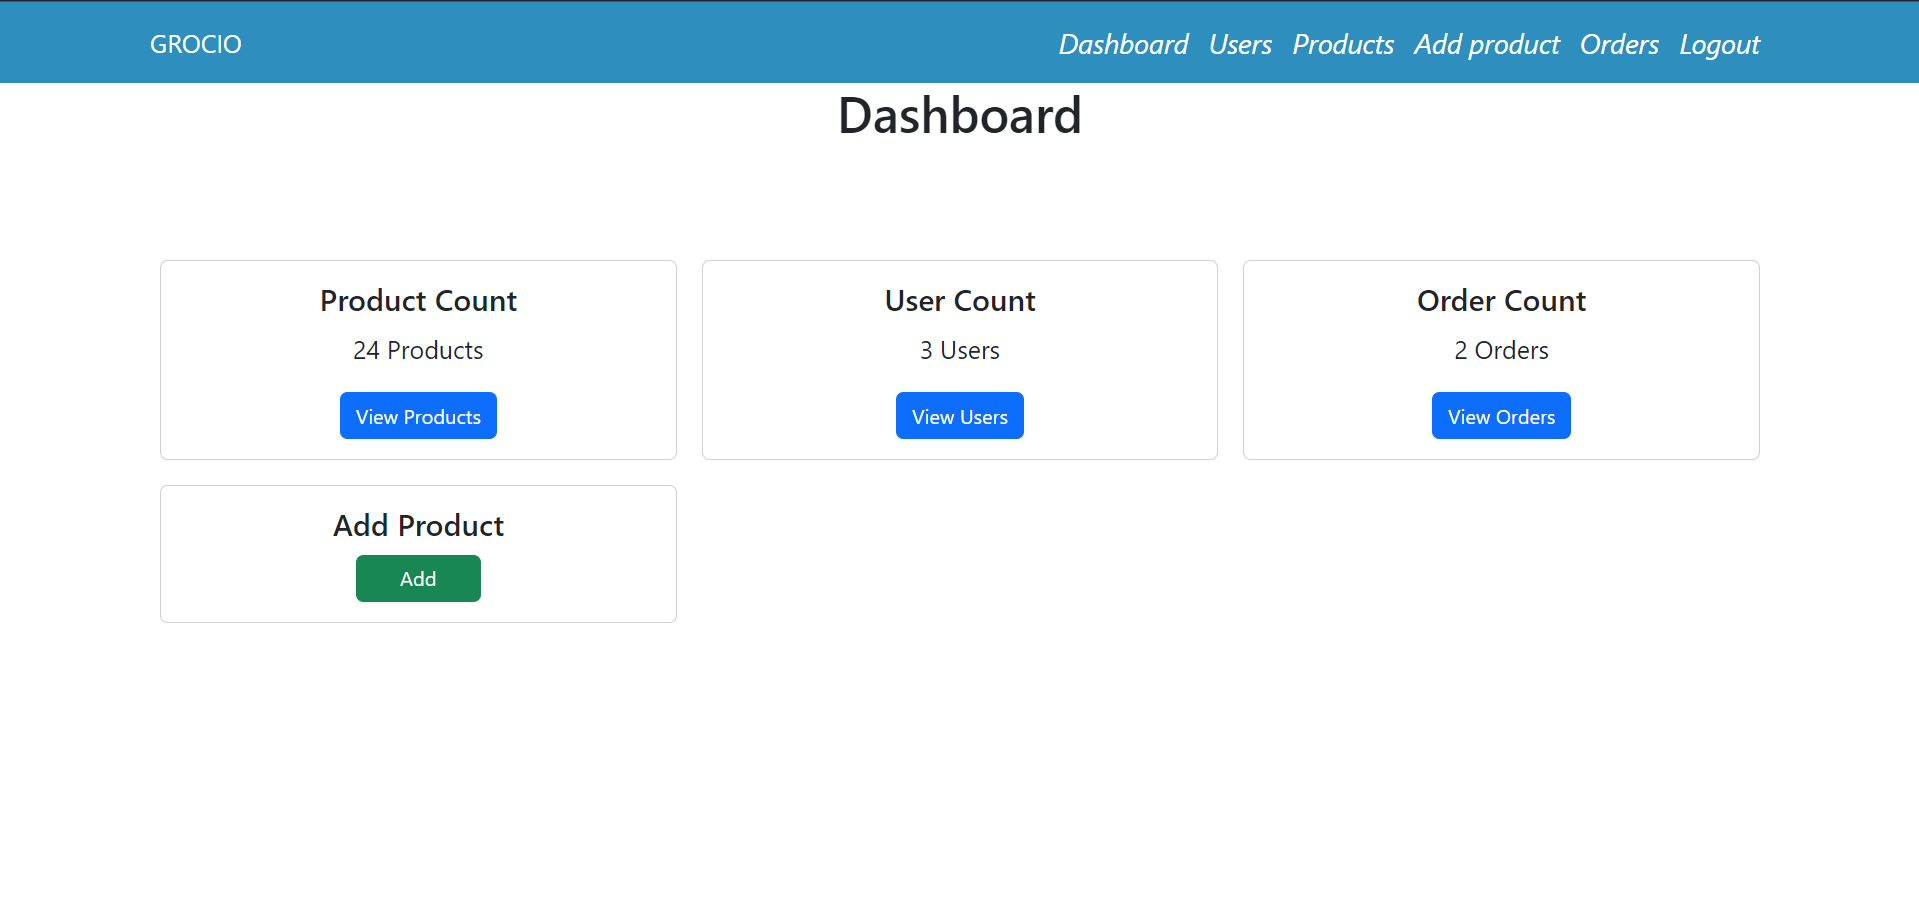 GROCIO Dashboard Users Products Add product Orders Logout
Dashboard
Product Count
24 Products
View Products
User Count
3 Users
View Users
Order Count
2 Orders
View Orders
Add Product
Add